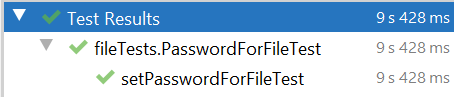 Test Results 9 s 428 ms
fileTests.PasswordForFileTest 9 s 428 ms
setPasswordForFileTest 9 s 428 ms